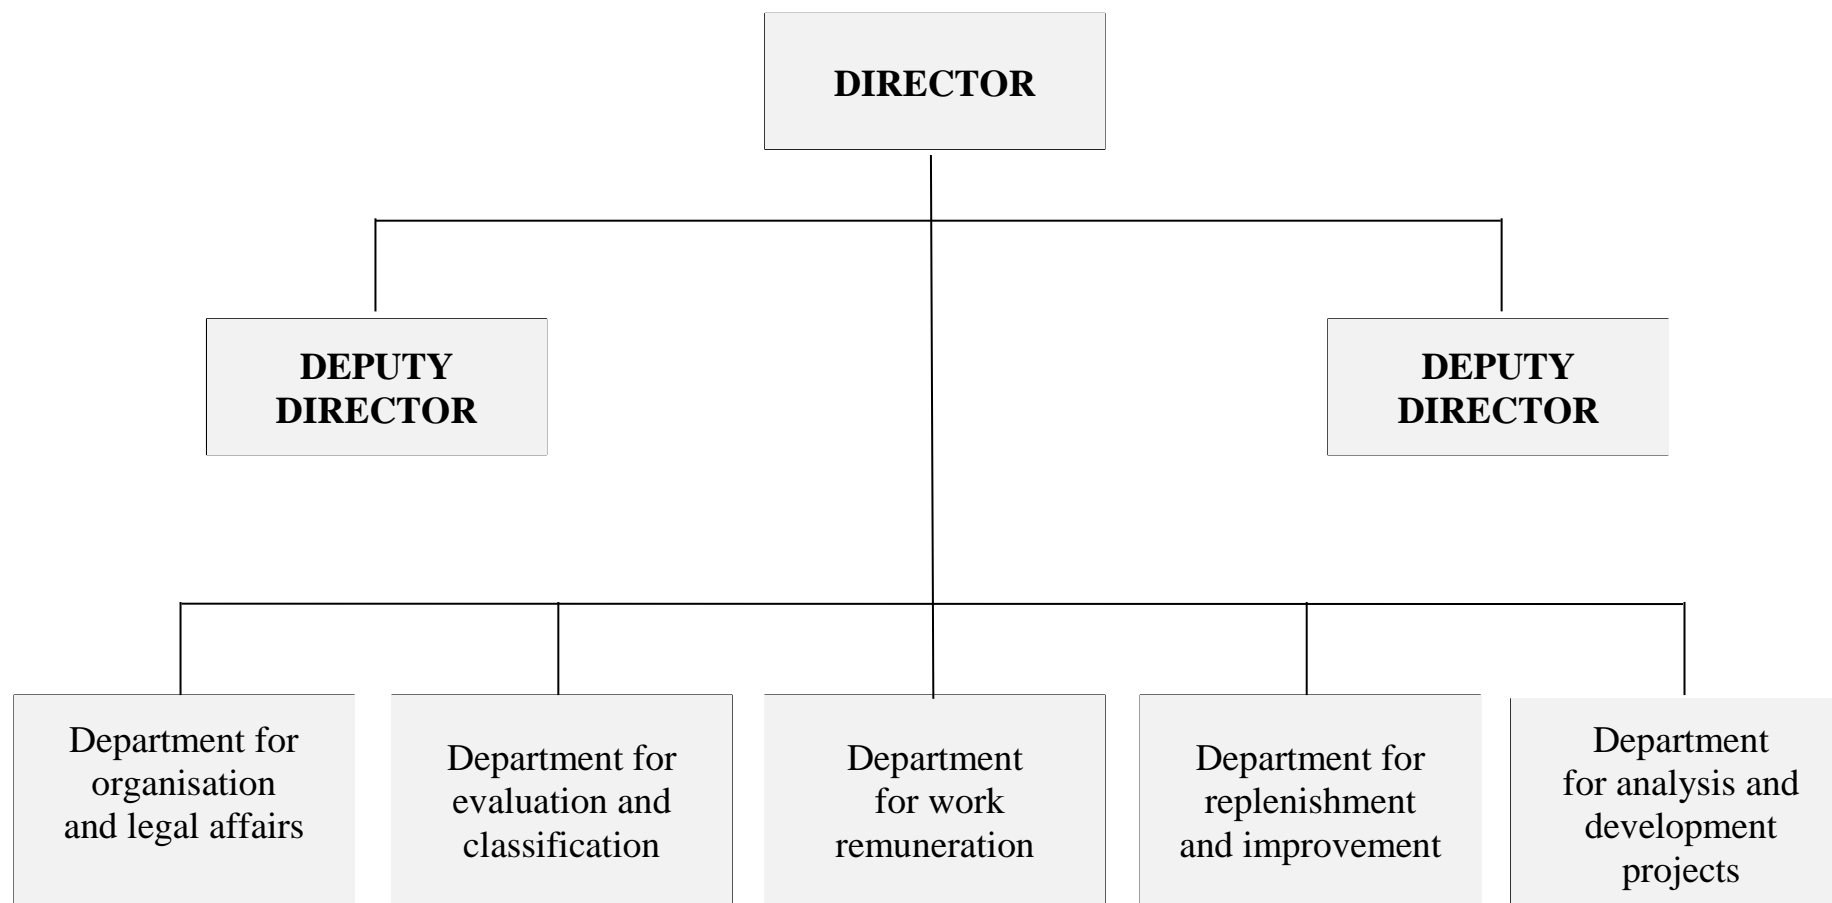 DIRECTOR
DEPUTY
DIRECTOR
DEPUTY
DIRECTOR
Department for
organisation
and legal affairs
Department for
evaluation and
classification
Department
for work
remuneration
Department for
replenishment
and improvement
Department
for analysis and
development
projects